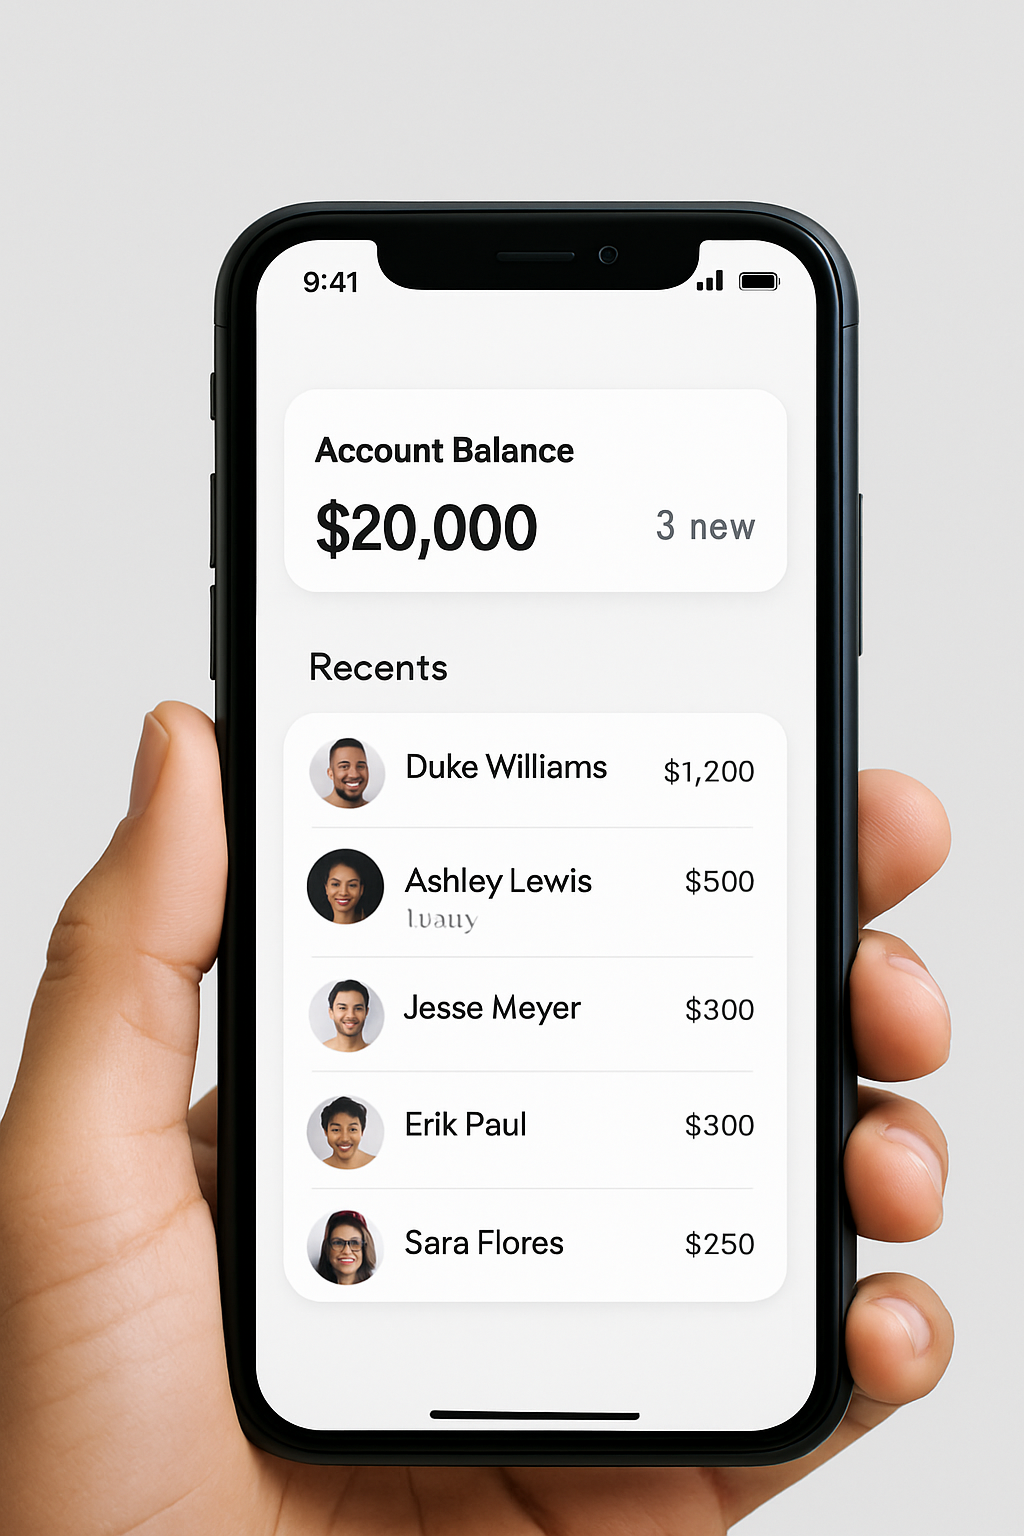 9:41
Account Balance
$20,000 3 new
Recents
Duke Williams $1,200
Ashley Lewis $500
Jesse Meyer $300
Erik Paul $300
Sara Flores $250